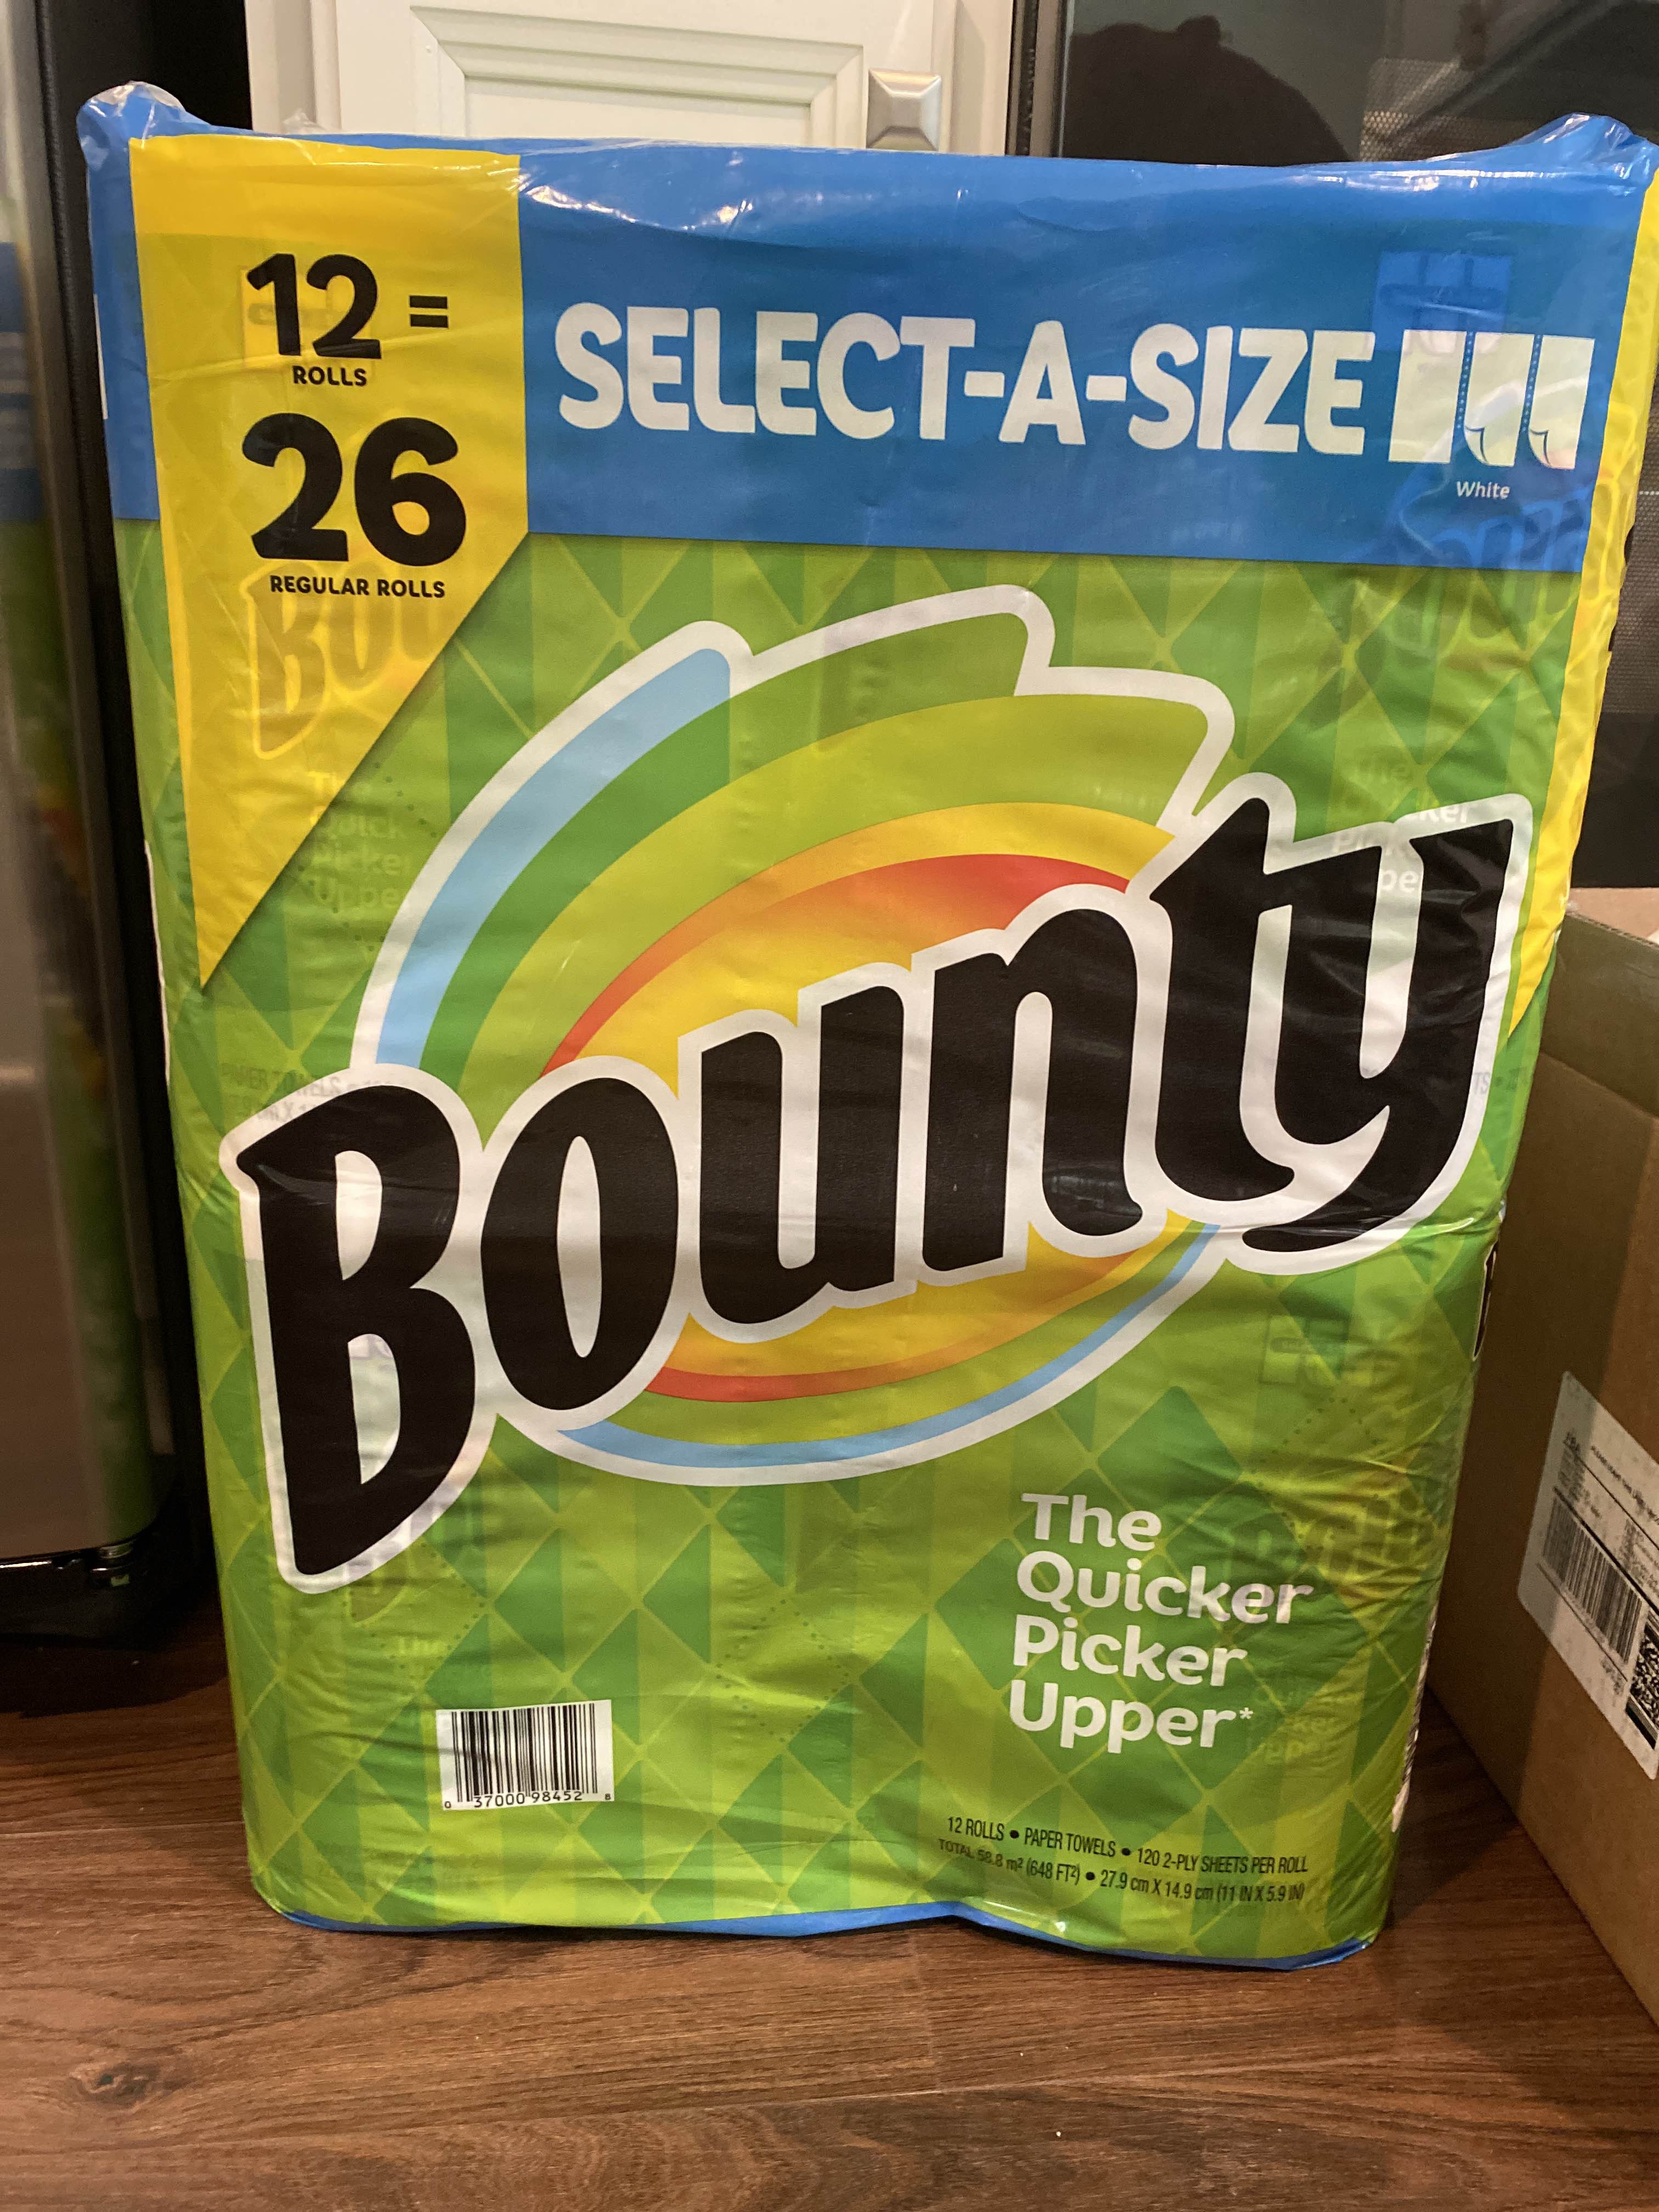 12 =
ROLLS
26
REGULAR ROLLS
SELECT-A-SIZE
White
Bounty
The
Quicker
Picker
Upper*
0 37000 98452 8
12 ROLLS • PAPER TOWELS • 120 2-PLY SHEETS PER ROLL
TOTAL 58.8 m² (648 FT²) • 27.9 cm X 14.9 cm (11 IN X 5.9 IN)